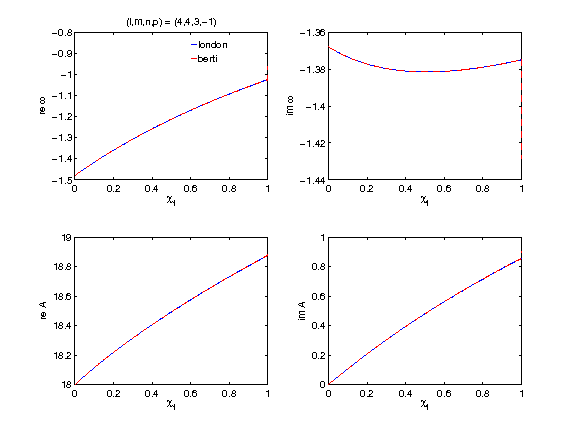 (l,m,n,p) = (4,4,3,−1)
london
berti
re ω
−0.8
−0.9
−1
−1.1
−1.2
−1.3
−1.4
−1.5
0 0.2 0.4 0.6 0.8 1
χf
im ω
−1.36
−1.38
−1.4
−1.42
−1.44
0 0.2 0.4 0.6 0.8 1
χf
re A
19
18.8
18.6
18.4
18.2
18
0 0.2 0.4 0.6 0.8 1
χf
im A
1
0.8
0.6
0.4
0.2
0
0 0.2 0.4 0.6 0.8 1
χf